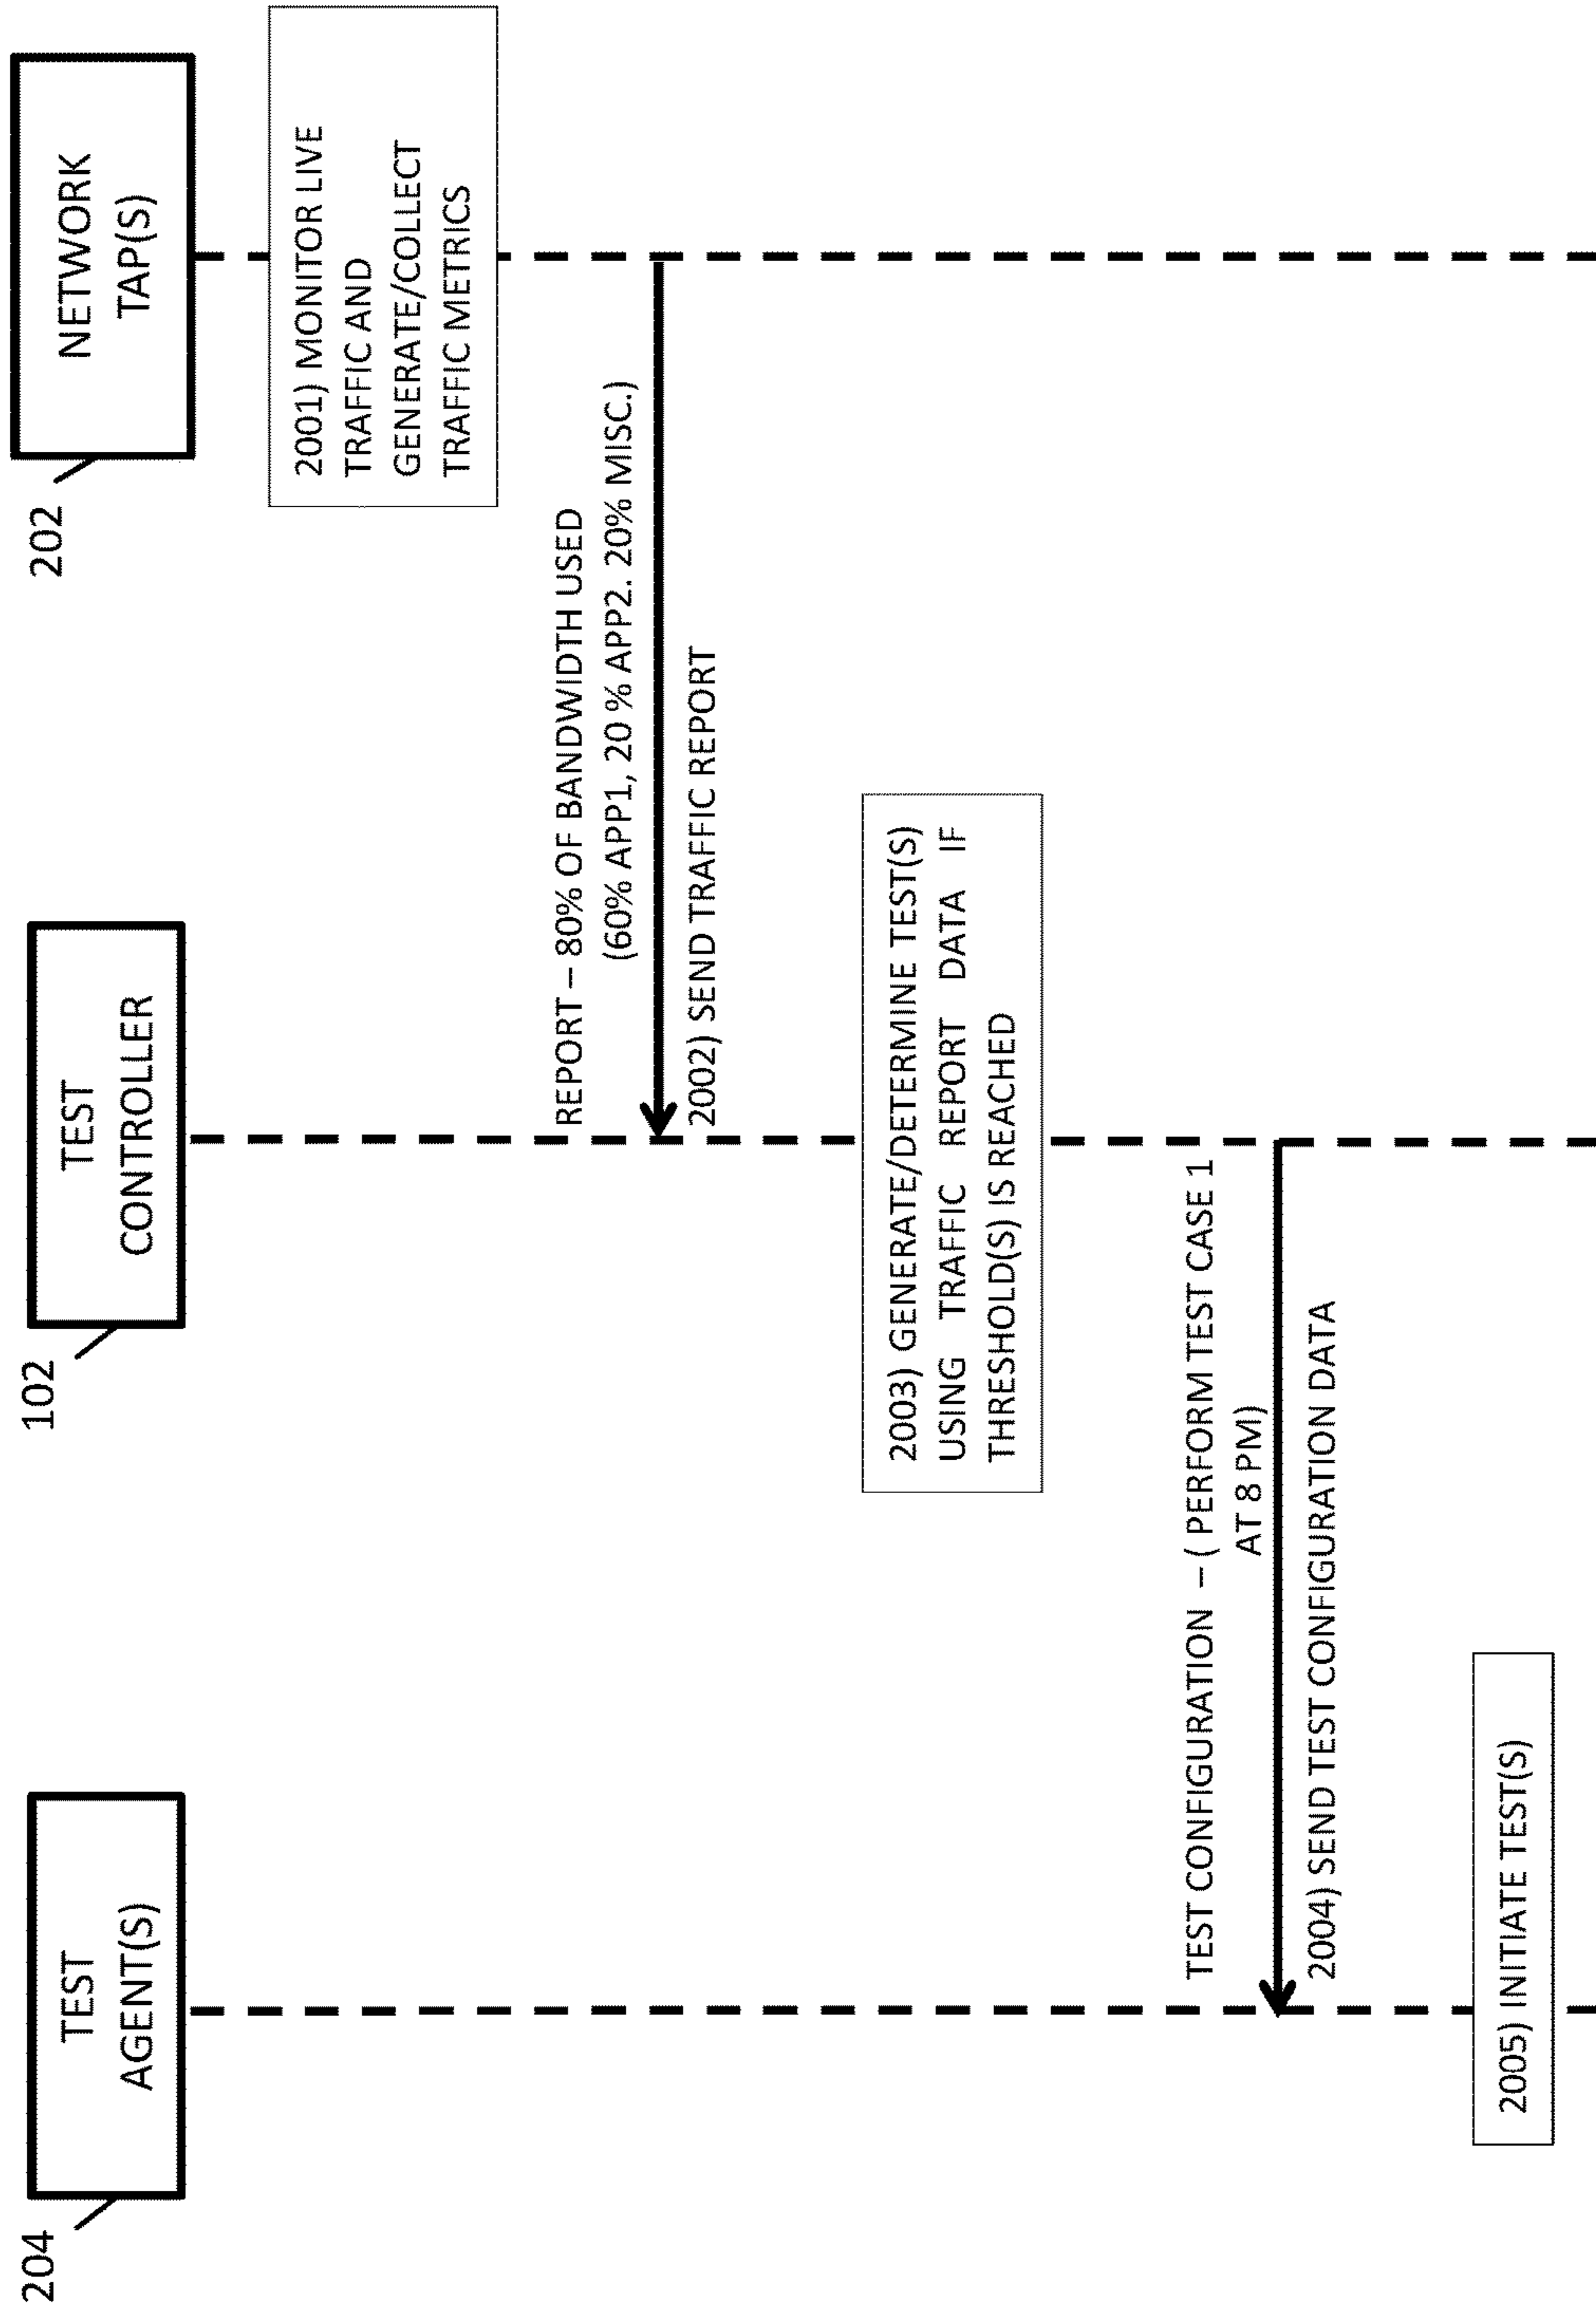 204
TEST
AGENT(S)
102
TEST
CONTROLLER
202
NETWORK
TAP(S)
2001) MONITOR LIVE
TRAFFIC AND
GENERATE/COLLECT
TRAFFIC METRICS
REPORT – 80% OF BANDWIDTH USED
(60% APP1, 20 % APP2. 20% MISC.)
2002) SEND TRAFFIC REPORT
2003) GENERATE/DETERMINE TEST(S)
USING TRAFFIC REPORT DATA IF
THRESHOLD(S) IS REACHED
TEST CONFIGURATION – ( PERFORM TEST CASE 1
AT 8 PM)
2004) SEND TEST CONFIGURATION DATA
2005) INITIATE TEST(S)